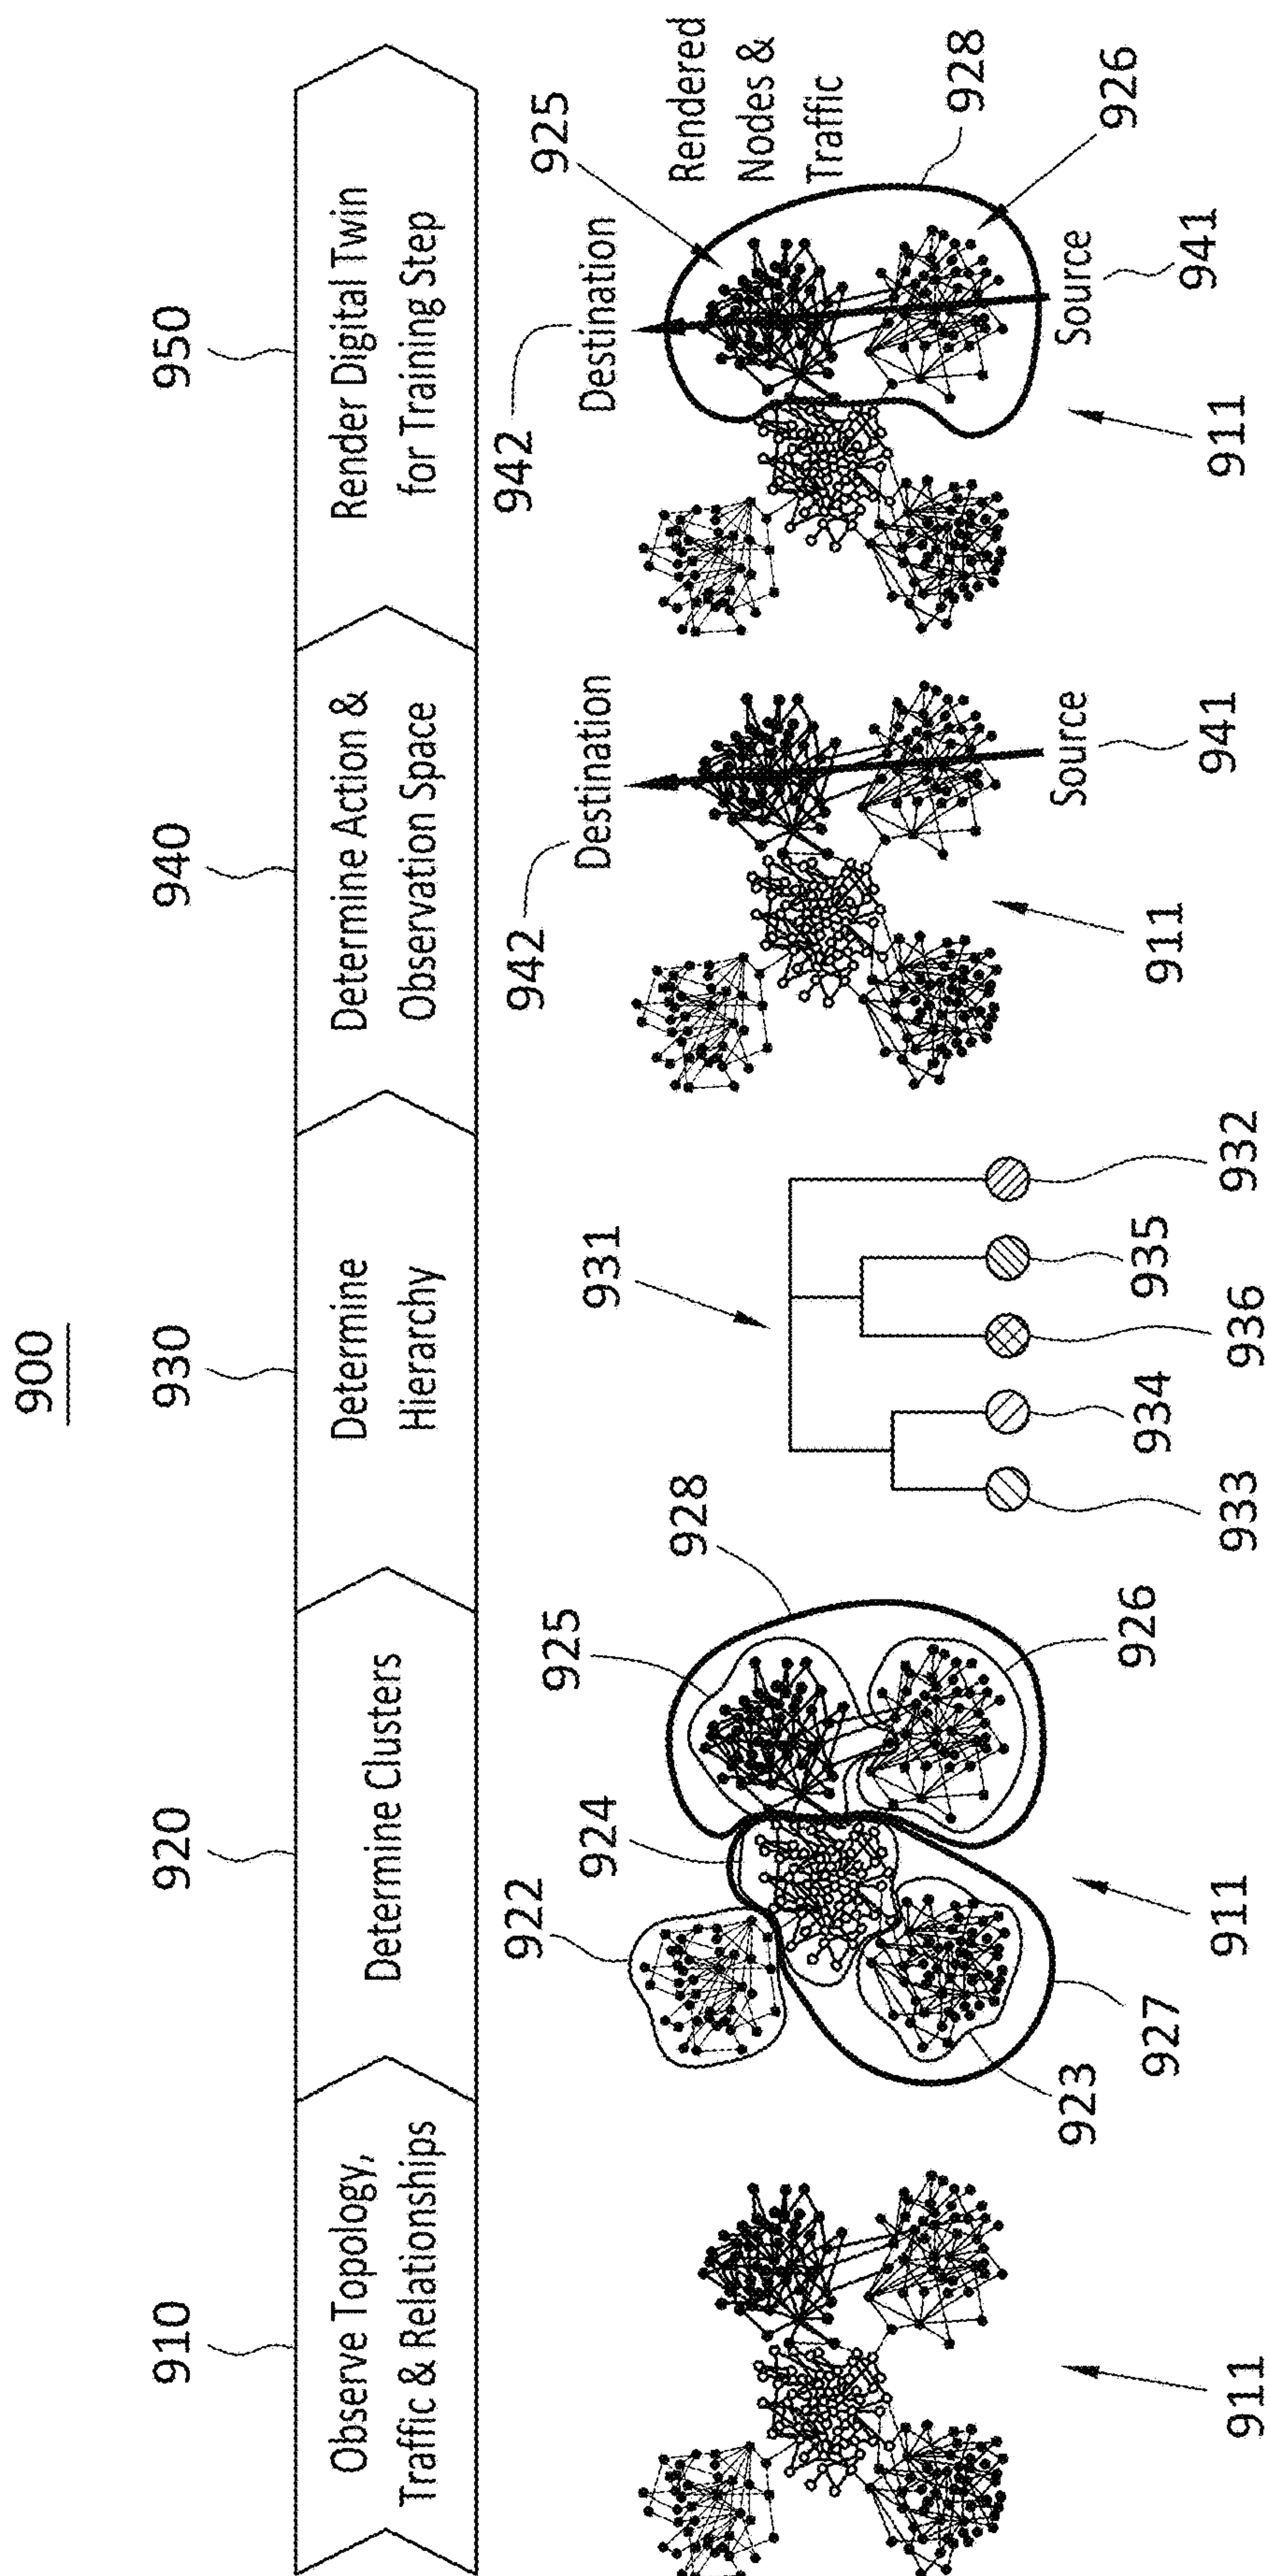 900
910
920
930
940
950
Observe Topology,
Traffic & Relationships
Determine Clusters
Determine
Hierarchy
Determine Action &
Observation Space
Render Digital Twin
for Training Step
911
922
924
925
928
923
927
911
926
931
933
934
936
935
932
942
Destination
Source
941
911
942
Destination
925
Rendered
Nodes &
Traffic
928
926
Source
941
911